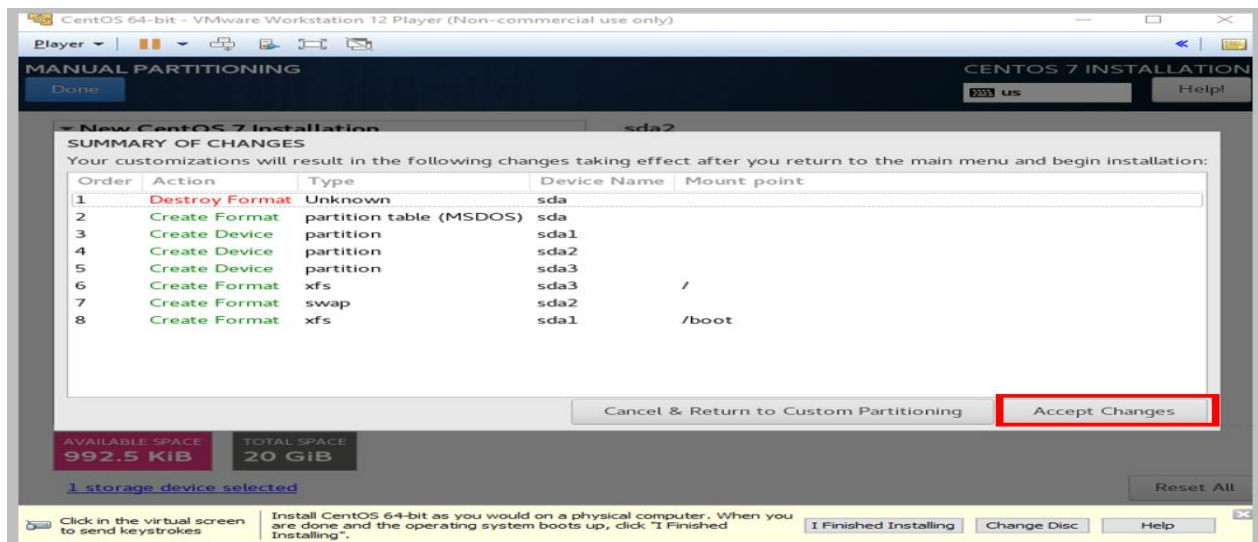 CentOS 64-bit - VMware Workstation 12 Player (Non-commercial use only)
Player
MANUAL PARTITIONING
CENTOS 7 INSTALLATION
Done
us
Help!
New CentOS 7 Installation
sda2
SUMMARY OF CHANGES
Your customizations will result in the following changes taking effect after you return to the main menu and begin installation:
Order Action Type Device Name Mount point
1 Destroy Format Unknown sda
2 Create Format partition table (MSDOS) sda
3 Create Device partition sda1
4 Create Device partition sda2
5 Create Device partition sda3
6 Create Format xfs sda3 /
7 Create Format swap sda2
8 Create Format xfs sda1 /boot
Cancel & Return to Custom Partitioning
Accept Changes
AVAILABLE SPACE
992.5 KiB
TOTAL SPACE
20 GiB
1 storage device selected
Reset All
Click in the virtual screen
to send keystrokes
Install CentOS 64-bit as you would on a physical computer. When you
are done and the operating system boots up, click "I Finished
Installing".
I Finished Installing
Change Disc
Help